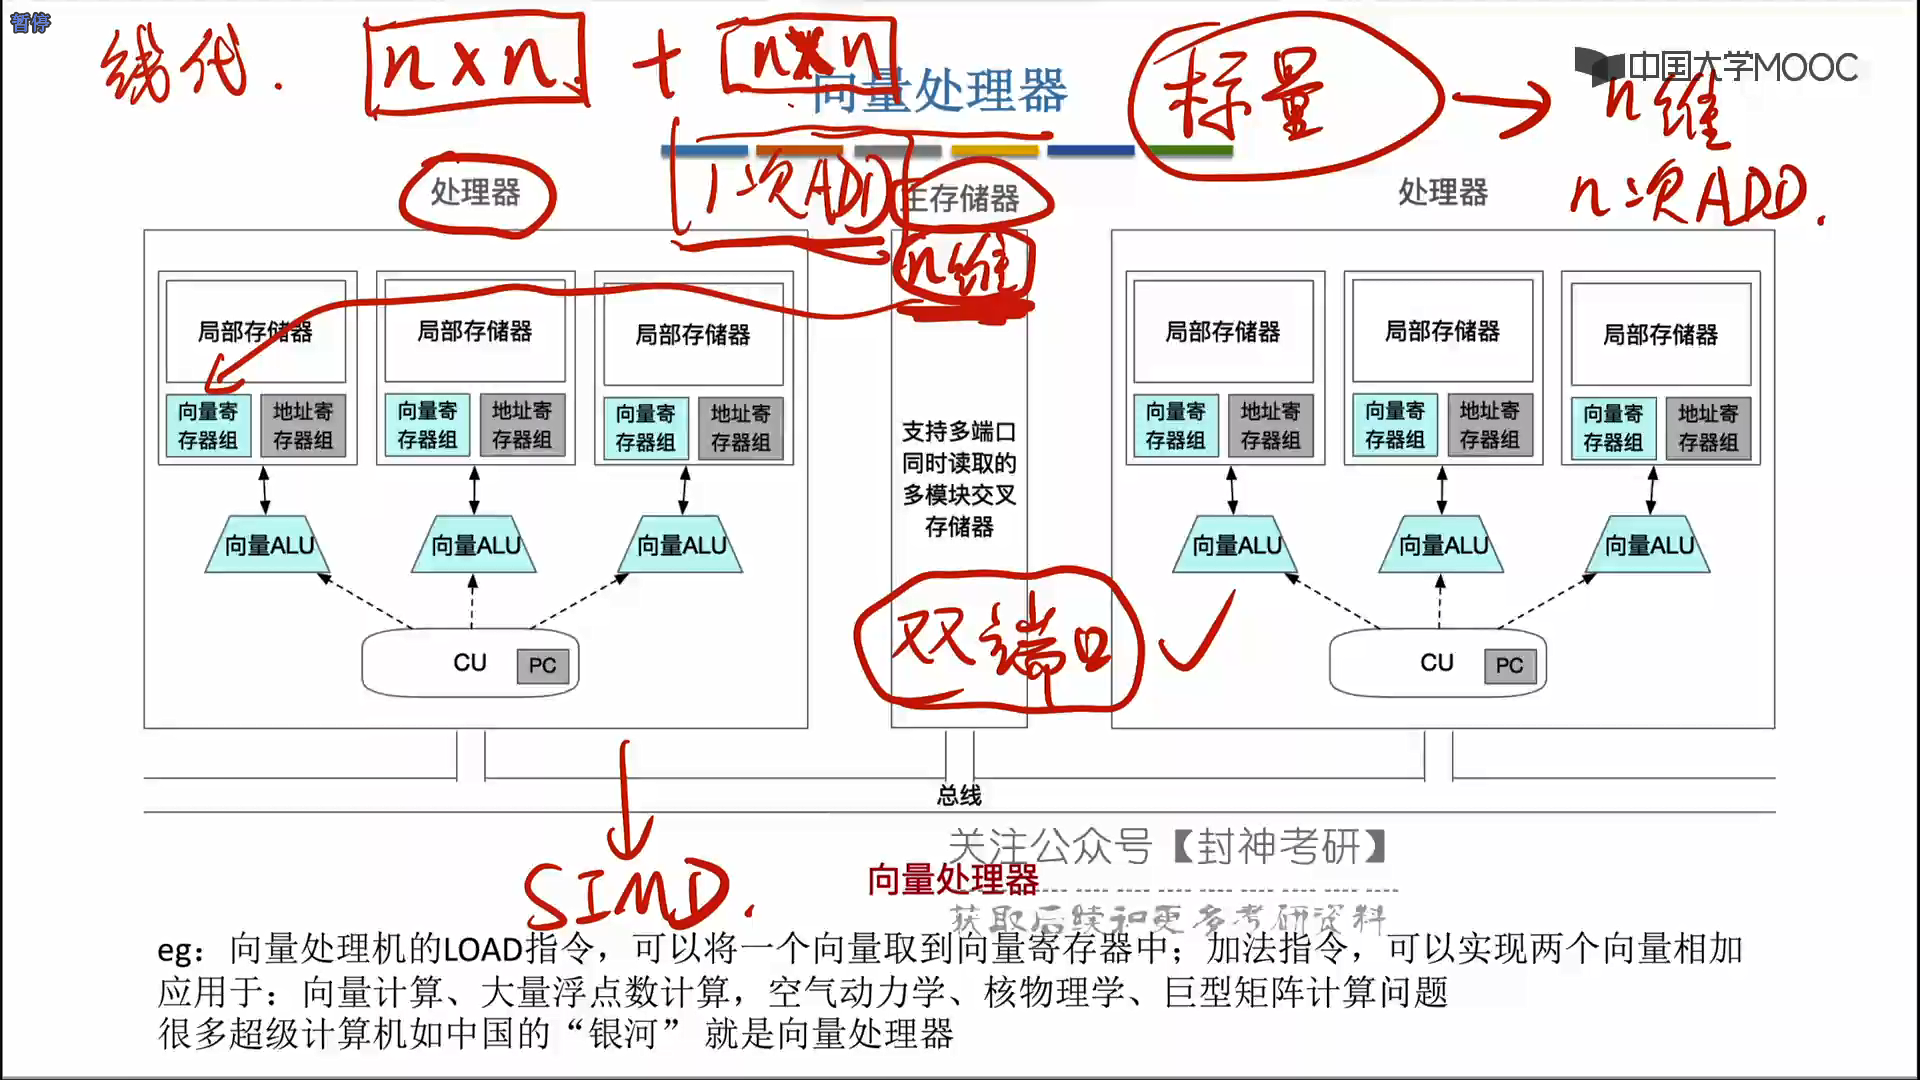 暂停
线代.
n×n + n×n
向量处理器
标量
中国大学MOOC
n维
n次ADD.
1次ADD
处理器
主存储器
处理器
n维
局部存储器
局部存储器
局部存储器
局部存储器
局部存储器
局部存储器
向量寄存器组
地址寄存器组
向量寄存器组
地址寄存器组
向量寄存器组
地址寄存器组
支持多端口
同时读取的
多模块交叉
存储器
向量寄存器组
地址寄存器组
向量寄存器组
地址寄存器组
向量寄存器组
地址寄存器组
向量ALU
向量ALU
向量ALU
向量ALU
向量ALU
向量ALU
双端口
CU
PC
CU
PC
总线
SIMD.
关注公众号【封神考研】
向量处理器
获取后续和更多考研资料
eg：向量处理机的LOAD指令，可以将一个向量取到向量寄存器中；加法指令，可以实现两个向量相加
应用于：向量计算、大量浮点数计算，空气动力学、核物理学、巨型矩阵计算问题
很多超级计算机如中国的“银河”就是向量处理器